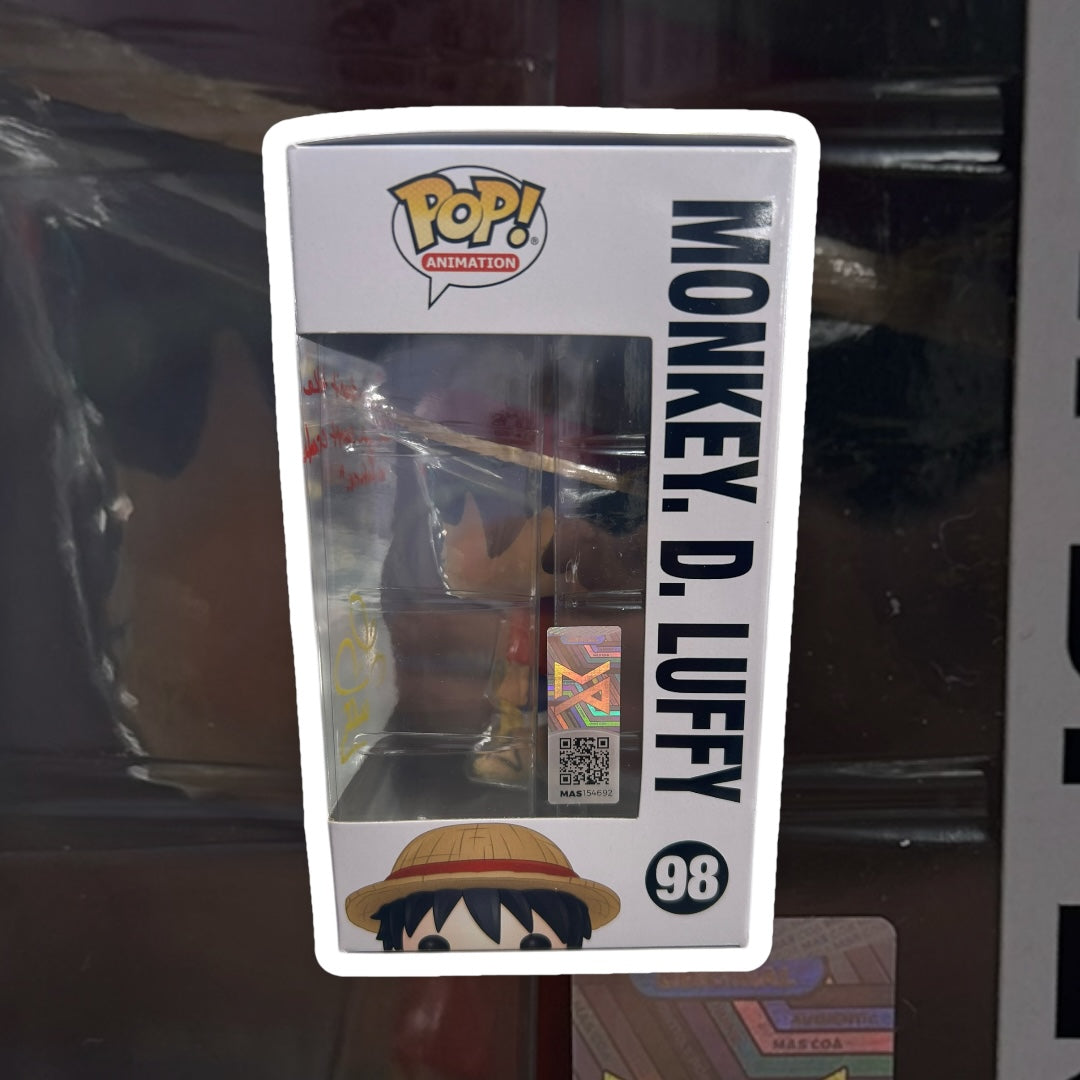 POP!
®
ANIMATION
MONKEY. D. LUFFY
MAS154692
98
MAS COA